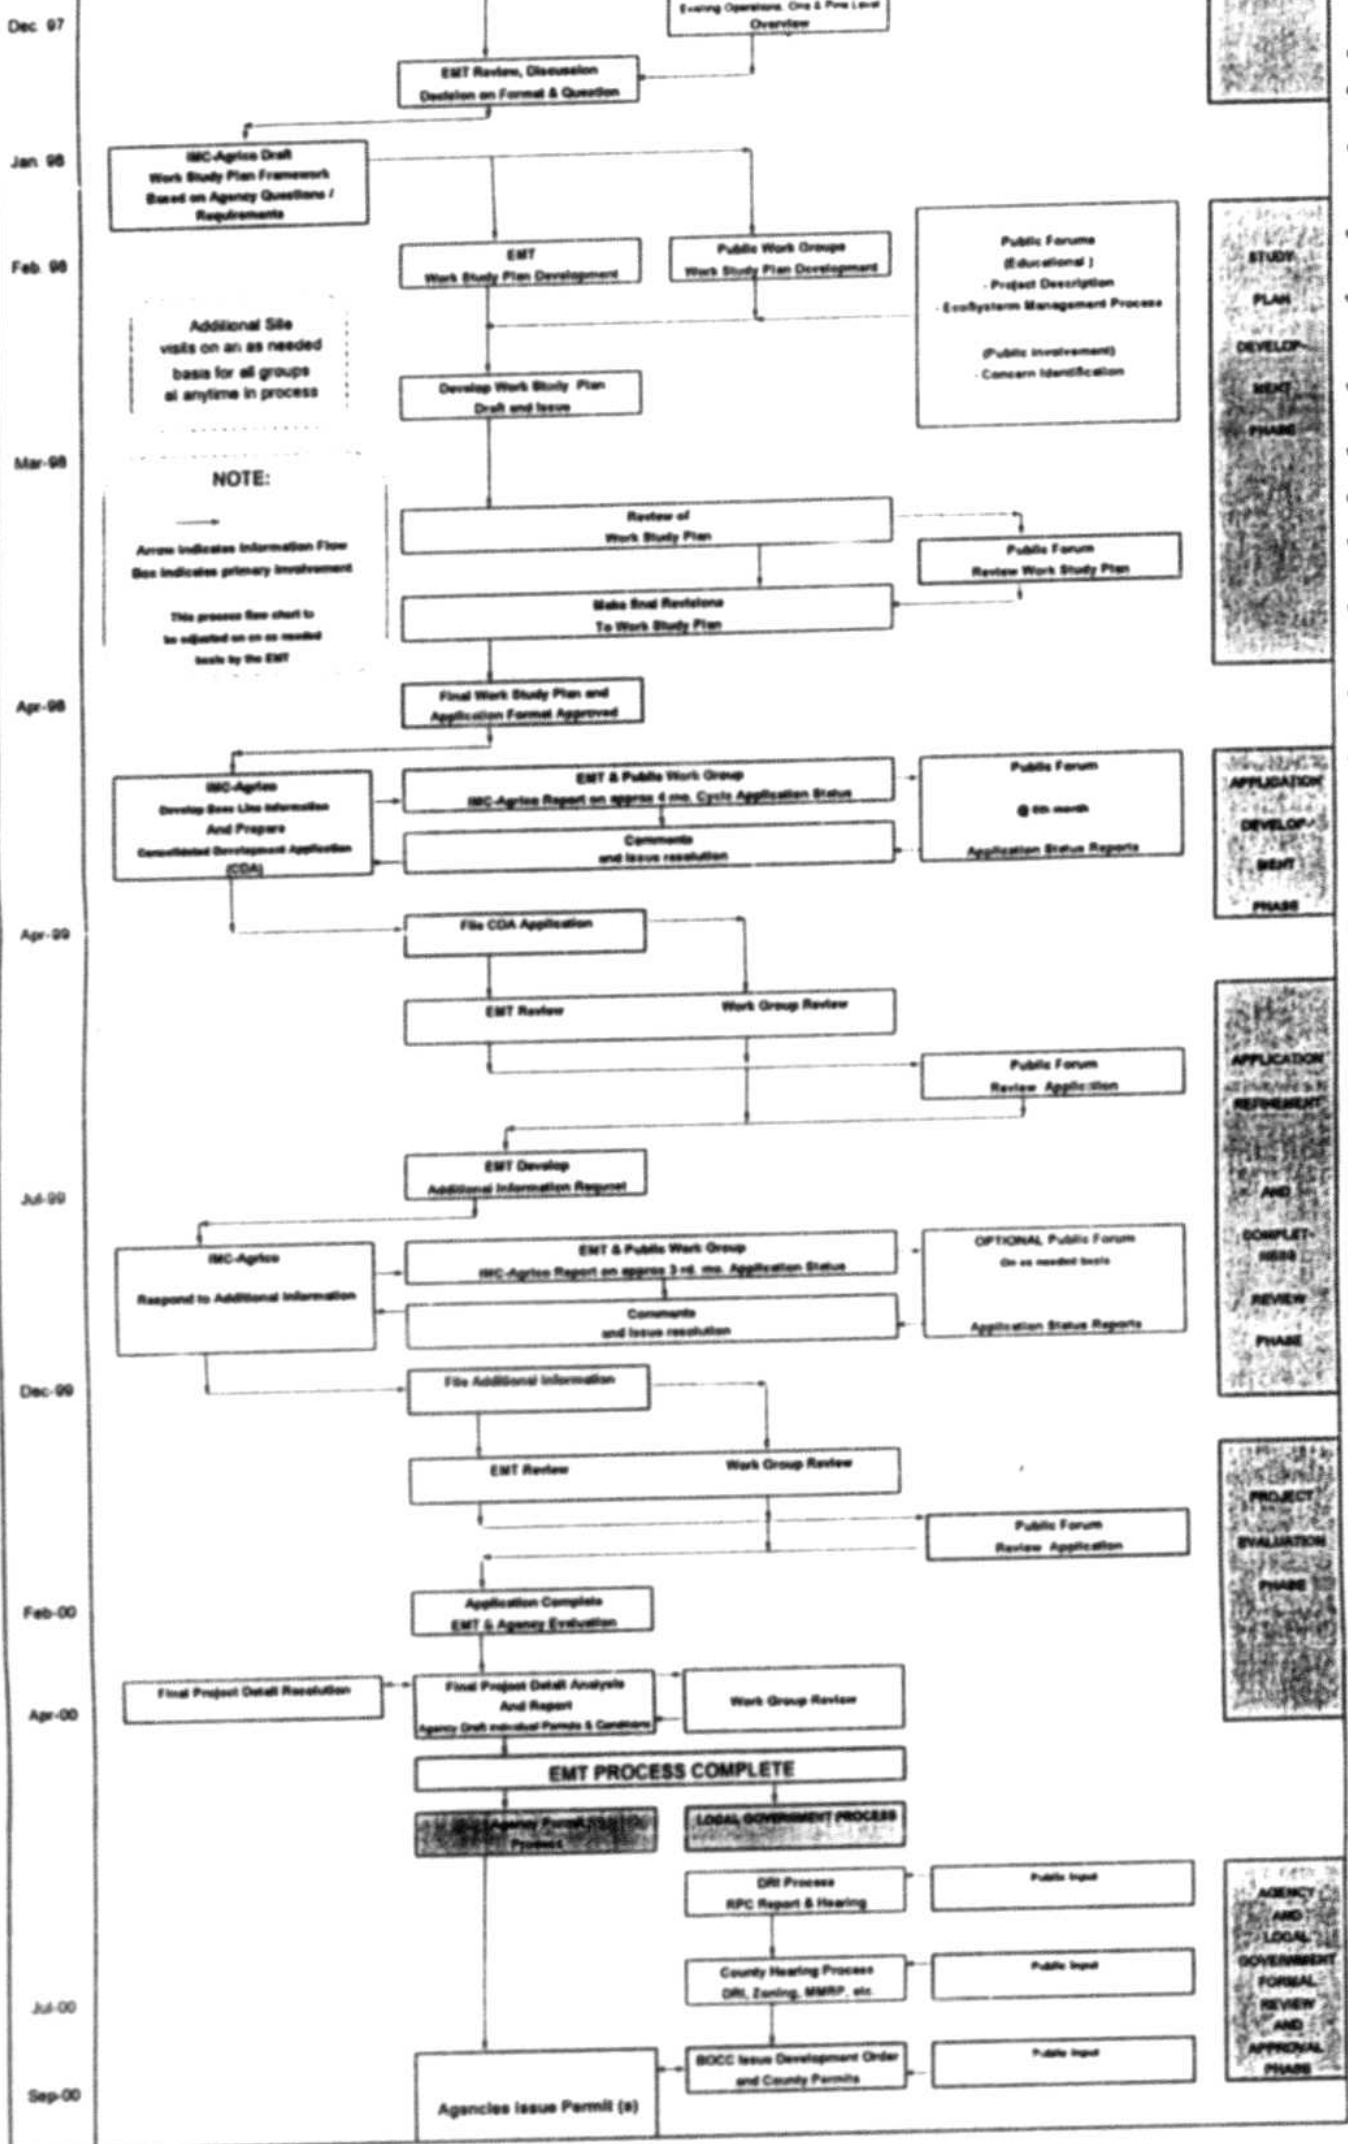 Dec. 97
Existing Operations, Ona & Pine Level
Overview
EMT Review, Discussion
Decision on Format & Question
Jan. 98
IMC-Agrico Draft
Work Study Plan Framework
Based on Agency Questions /
Requirements
Feb. 98
EMT
Work Study Plan Development
Public Work Groups
Work Study Plan Development
Public Forums
(Educational )
- Project Description
- EcoSysterm Management Process
(Public involvement)
- Concern Identification
STUDY
PLAN
DEVELOP-
MENT
PHASE
Additional Site
visits on an as needed
basis for all groups
at anytime in process
Develop Work Study Plan
Draft and Issue
Mar-98
NOTE:
Arrow indicates Information Flow
Box indicates primary involvement
This process flow chart to
be adjusted on an as needed
basis by the EMT
Review of
Work Study Plan
Public Forum
Review Work Study Plan
Make final Revisions
To Work Study Plan
Apr-98
Final Work Study Plan and
Application Format Approved
IMC-Agrico
Develop Base Line Information
And Prepare
Consolidated Development Application
(CDA)
EMT & Public Work Group
IMC-Agrico Report on approx 4 mo. Cycle Application Status
Comments
and issue resolution
Public Forum
@ 6th month
Application Status Reports
APPLICATION
DEVELOP-
MENT
PHASE
Apr-99
File CDA Application
EMT Review
Work Group Review
Public Forum
Review Application
APPLICATION
REFINEMENT
AND
COMPLET-
NESS
REVIEW
PHASE
EMT Develop
Additional Information Request
Jul-99
IMC-Agrico
Respond to Additional Information
EMT & Public Work Group
IMC-Agrico Report on approx 3 rd. mo. Application Status
Comments
and issue resolution
OPTIONAL Public Forum
On as needed basis
Application Status Reports
Dec-99
File Additional Information
EMT Review
Work Group Review
Public Forum
Review Application
PROJECT
EVALUATION
PHASE
Feb-00
Application Complete
EMT & Agency Evaluation
Final Project Detail Resolution
Final Project Detail Analysis
And Report
Agency Draft individual Permits & Conditions
Work Group Review
Apr-00
EMT PROCESS COMPLETE
Agency Permit
Process
LOCAL GOVERNMENT PROCESS
DRI Process
RPC Report & Hearing
Public Input
County Hearing Process
DRI, Zoning, MMRP, etc.
Public Input
AGENCY
AND
LOCAL
GOVERNMENT
FORMAL
REVIEW
AND
APPROVAL
PHASE
Jul-00
BOCC Issue Development Order
and County Permits
Public Input
Sep-00
Agencies Issue Permit (s)